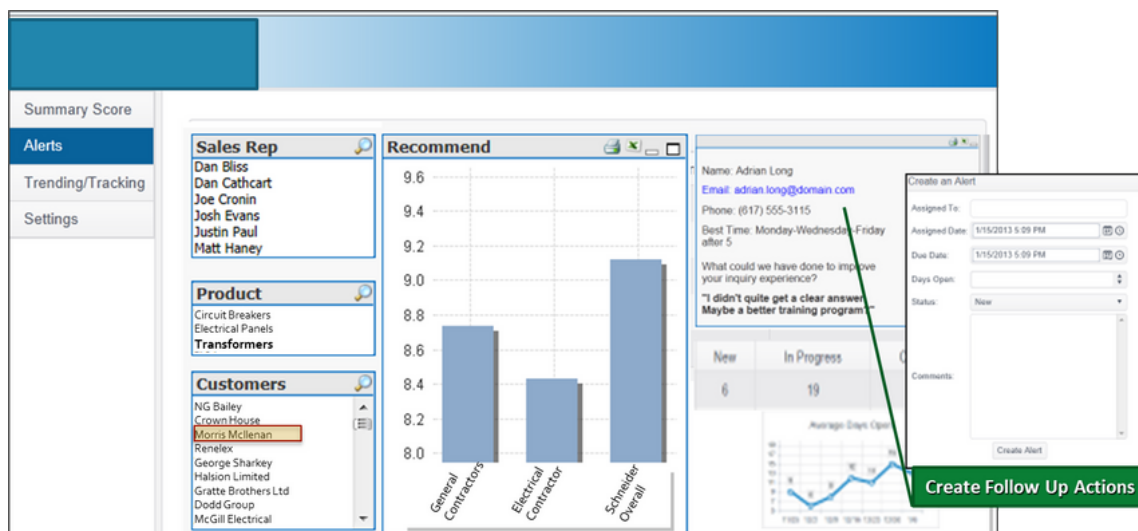 Summary Score
Alerts
Trending/Tracking
Settings
Sales Rep
Dan Bliss
Dan Cathcart
Joe Cronin
Josh Evans
Justin Paul
Matt Haney
Product
Circuit Breakers
Electrical Panels
Transformers
Customers
NG Bailey
Crown House
Morris Mcllenan
Renelex
George Sharkey
Halsion Limited
Gratte Brothers Ltd
Dodd Group
McGill Electrical
Recommend
9.6
9.4
9.2
9.0
8.8
8.6
8.4
8.2
8.0
General
Contractors
Electrical
Contractor
Schneider
Overall
Name: Adrian Long
Email: adrian.long@domain.com
Phone: (617) 555-3115
Best Time: Monday-Wednesday-Friday
after 5
What could we have done to improve
your inquiry experience?
"I didn't quite get a clear answer.
Maybe a better training program?"
New In Progress
6 19
Average Days Open
Create an Alert
Assigned To:
Assigned Date: 1/15/2013 5:09 PM
Due Date: 1/15/2013 5:09 PM
Days Open:
Status: New
Comments:
Create Alert
Create Follow Up Actions